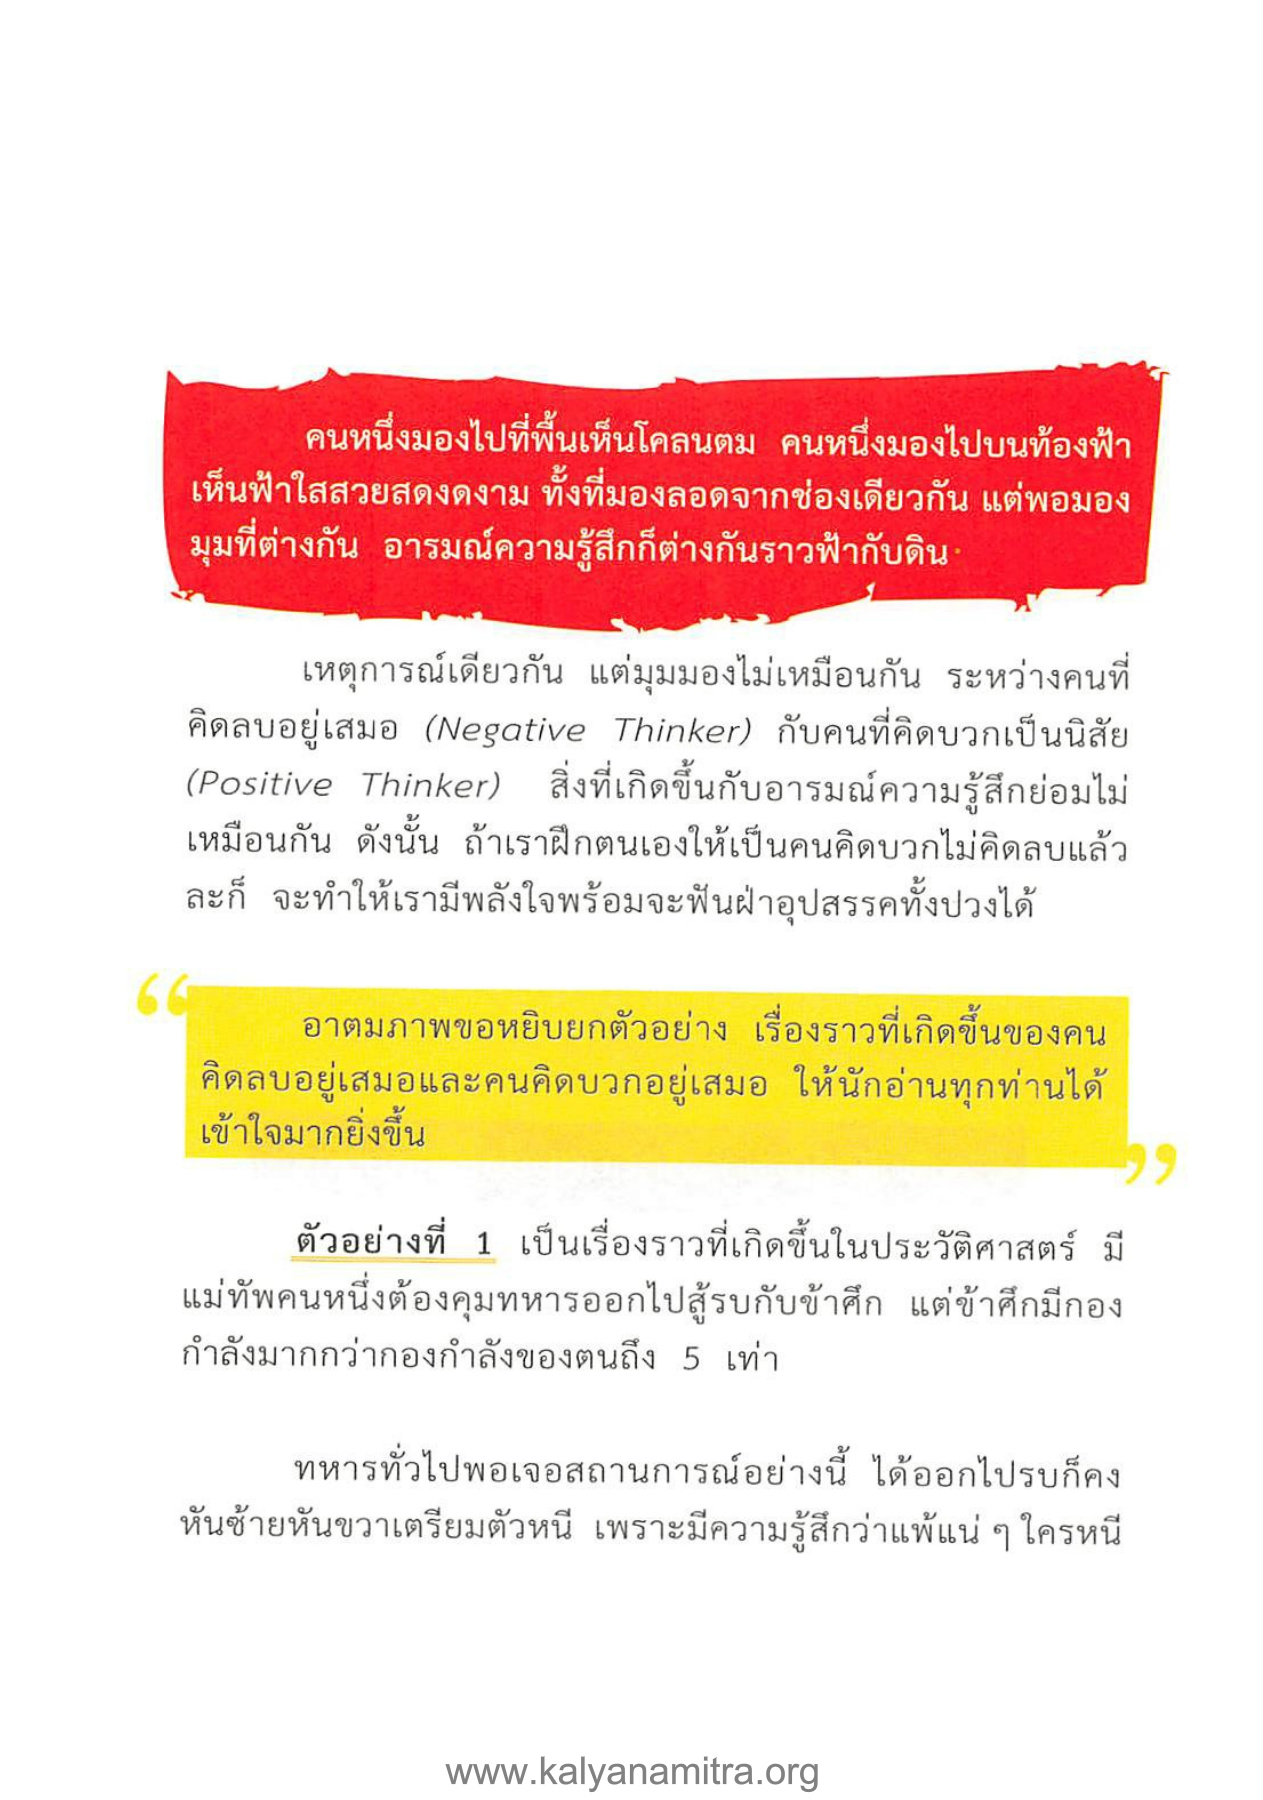 คนหนึ่งมองไปที่พื้นเห็นโคลนตม คนหนึ่งมองไปบนท้องฟ้า
เห็นฟ้าใสสวยสดงดงาม ทั้งที่มองลอดจากช่องเดียวกัน แต่พอมอง
มุมที่ต่างกัน อารมณ์ความรู้สึกก็ต่างกันราวฟ้ากับดิน
เหตุการณ์เดียวกัน แต่มุมมองไม่เหมือนกัน ระหว่างคนที่
คิดลบอยู่เสมอ (Negative Thinker) กับคนที่คิดบวกเป็นนิสัย
(Positive Thinker) สิ่งที่เกิดขึ้นกับอารมณ์ความรู้สึกย่อมไม่
เหมือนกัน ดังนั้น ถ้าเราฝึกตนเองให้เป็นคนคิดบวกไม่คิดลบแล้ว
ละก็ จะทำให้เรามีพลังใจพร้อมจะฟันฝ่าอุปสรรคทั้งปวงได้
“ อาตมภาพขอหยิบยกตัวอย่าง เรื่องราวที่เกิดขึ้นของคน
คิดลบอยู่เสมอและคนคิดบวกอยู่เสมอ ให้นักอ่านทุกท่านได้
เข้าใจมากยิ่งขึ้น ”
ตัวอย่างที่ 1 เป็นเรื่องราวที่เกิดขึ้นในประวัติศาสตร์ มี
แม่ทัพคนหนึ่งต้องคุมทหารออกไปสู้รบกับข้าศึก แต่ข้าศึกมีกอง
กำลังมากกว่ากองกำลังของตนถึง 5 เท่า
ทหารทั่วไปพอเจอสถานการณ์อย่างนี้ ได้ออกไปรบก็คง
หันซ้ายหันขวาเตรียมตัวหนี เพราะมีความรู้สึกว่าแพ้แน่ ๆ ใครหนี
www.kalyanamitra.org